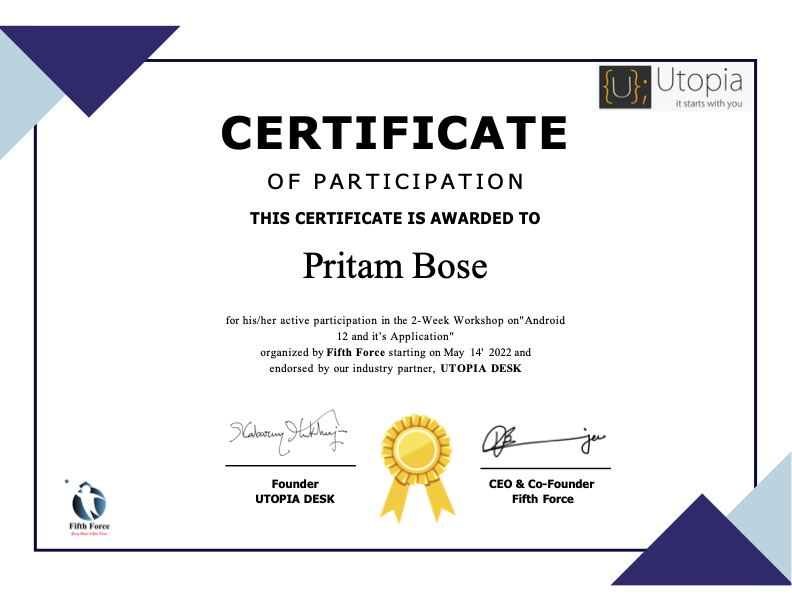 {U}; Utopia
it starts with you
CERTIFICATE
OF PARTICIPATION
THIS CERTIFICATE IS AWARDED TO
Pritam Bose
for his/her active participation in the 2-Week Workshop on"Android
12 and it's Application"
organized by Fifth Force starting on May 14' 2022 and
endorsed by our industry partner, UTOPIA DESK
Founder
UTOPIA DESK
CEO & Co-Founder
Fifth Force
Fifth Force